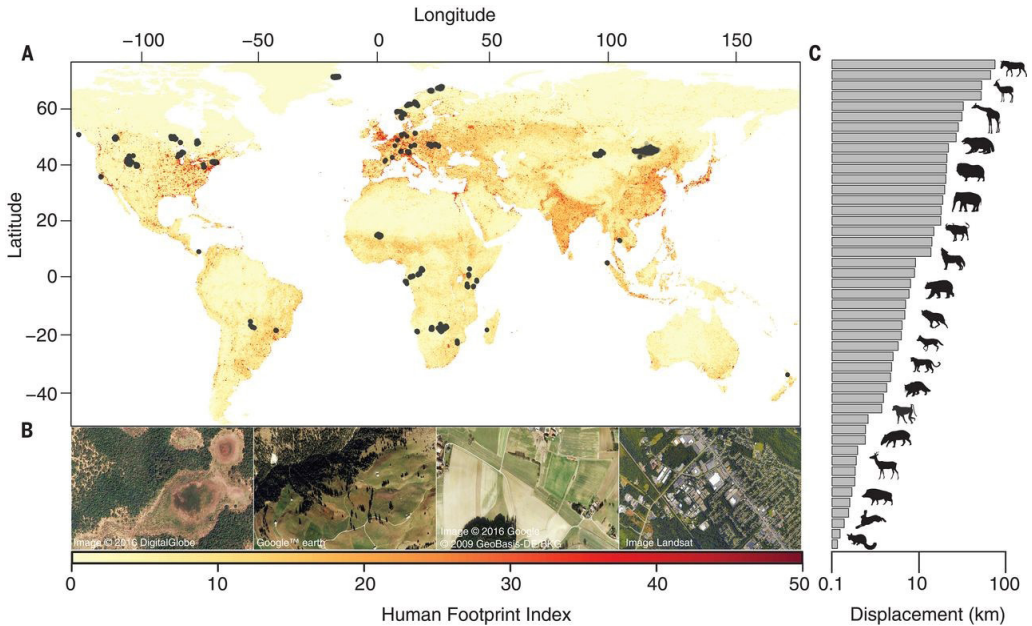 Longitude
A
−100
−50
0
50
100
150
C
Latitude
60
40
20
0
−20
−40
B
Image © 2016 DigitalGlobe
Google™ earth
Image © 2016 Google
© 2009 GeoBasis-DE/BKG
Image Landsat
0
10
20
30
40
50
Human Footprint Index
0.1
10
100
Displacement (km)